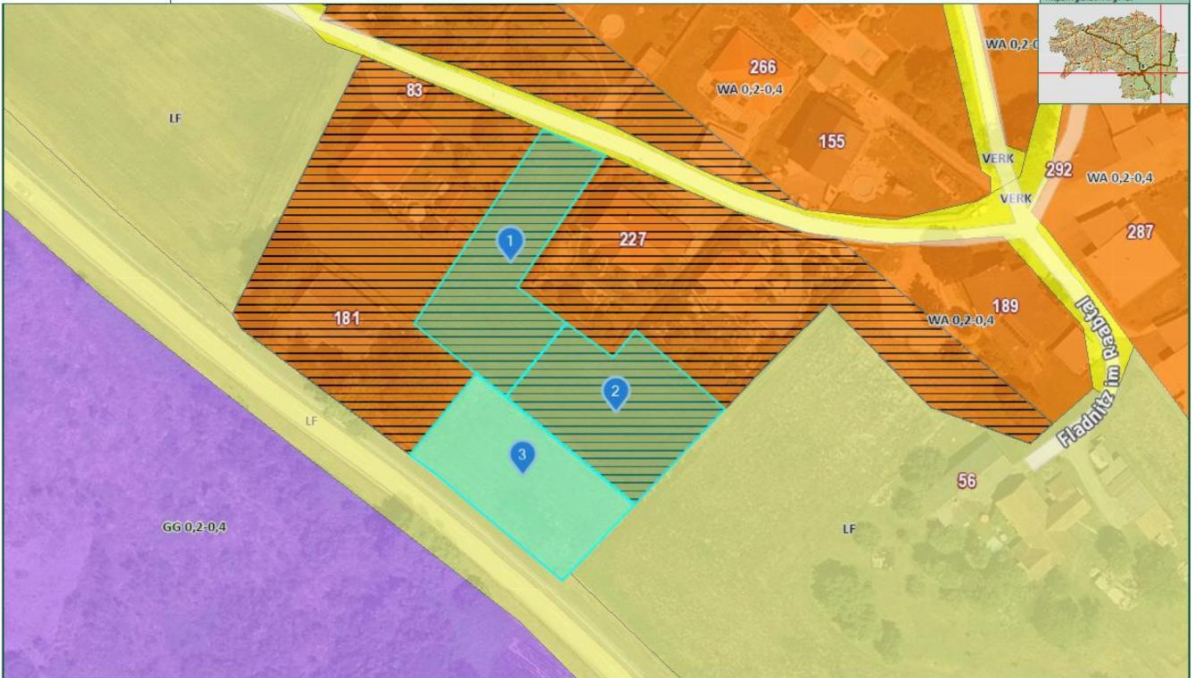 WA 0,2-0
266
83
WA 0,2-0,4
LF
155
VERK
292
WA 0,2-0,4
VERK
227
287
1
189
181
WA 0,2-0,4
Fladnitz im Raabtal
2
LF
3
56
GG 0,2-0,4
LF